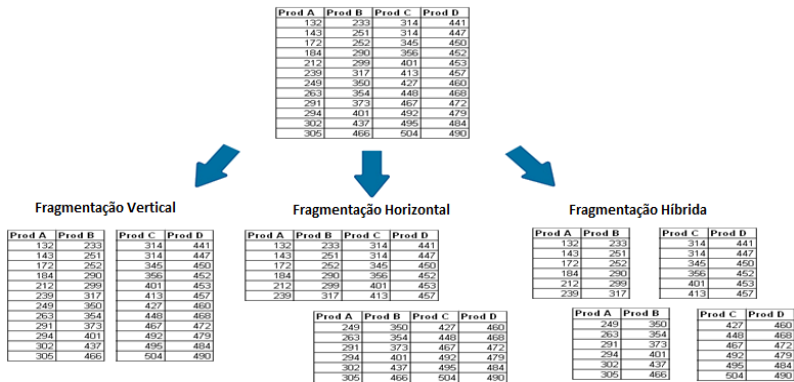 Prod A Prod B Prod C Prod D
132 233 314 441
143 251 314 447
172 252 345 450
184 290 356 452
212 299 401 453
239 317 413 457
249 350 427 460
263 354 448 468
291 373 467 472
294 401 492 479
302 437 495 484
305 466 504 490
Fragmentação Vertical
Prod A Prod B
132 233
143 251
172 252
184 290
212 299
239 317
249 350
263 354
291 373
294 401
302 437
305 466
Prod C Prod D
314 441
314 447
345 450
356 452
401 453
413 457
427 460
448 468
467 472
492 479
495 484
504 490
Fragmentação Horizontal
Prod A Prod B Prod C Prod D
132 233 314 441
143 251 314 447
172 252 345 450
184 290 356 452
212 299 401 453
239 317 413 457
Prod A Prod B Prod C Prod D
249 350 427 460
263 354 448 468
291 373 467 472
294 401 492 479
302 437 495 484
305 466 504 490
Fragmentação Híbrida
Prod A Prod B
132 233
143 251
172 252
184 290
212 299
239 317
Prod C Prod D
314 441
314 447
345 450
356 452
401 453
413 457
Prod A Prod B
249 350
263 354
291 373
294 401
302 437
305 466
Prod C Prod D
427 460
448 468
467 472
492 479
495 484
504 490